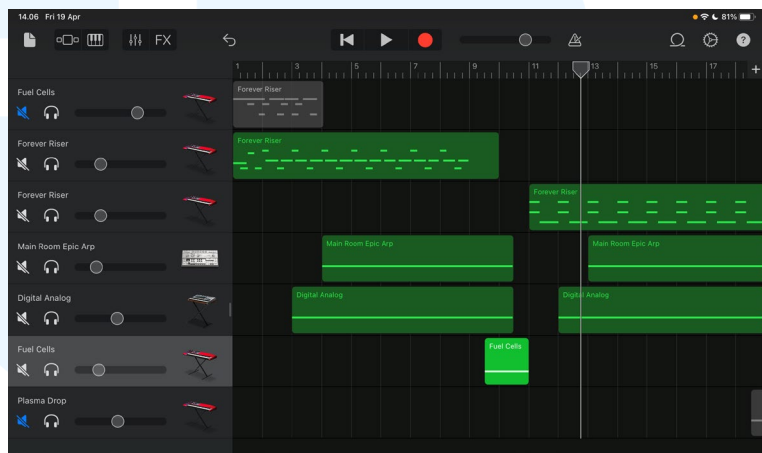 14.06 Fri 19 Apr
81%
FX
?
1 3 5 7 9 11 13 15 17 +
Fuel Cells
Forever Riser
Forever Riser
Forever Riser
Forever Riser
Forever Riser
Main Room Epic Arp
Main Room Epic Arp
Main Room Epic Arp
Digital Analog
Digital Analog
Digital Analog
Fuel Cells
Fuel Cells
Plasma Drop